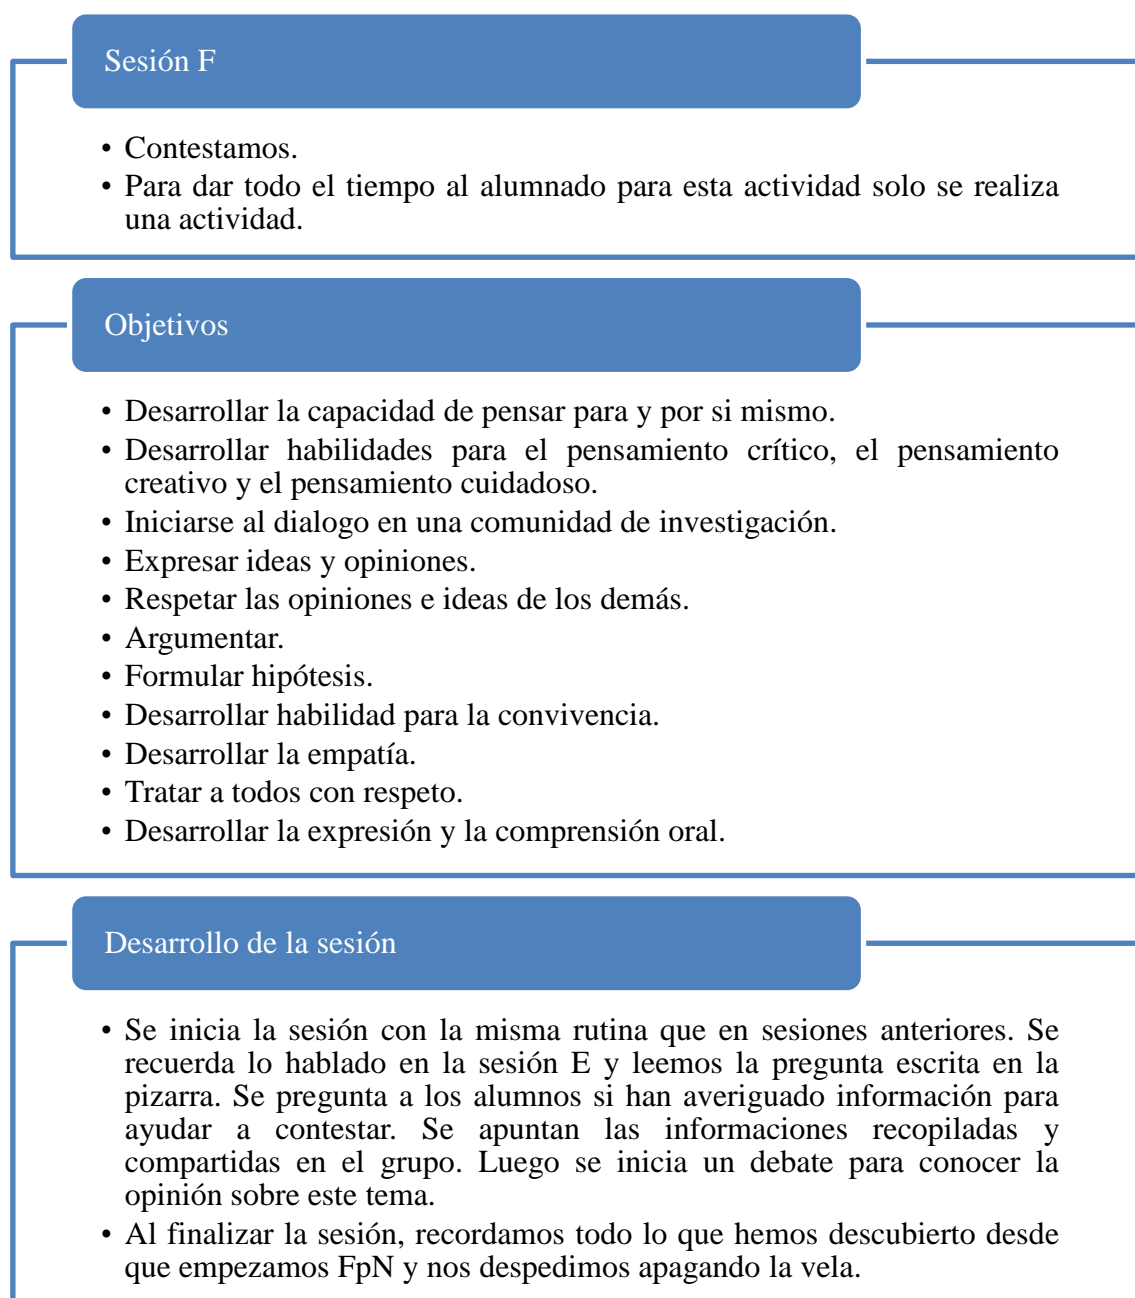 Sesión F
• Contestamos.
• Para dar todo el tiempo al alumnado para esta actividad solo se realiza
una actividad.
Objetivos
• Desarrollar la capacidad de pensar para y por si mismo.
• Desarrollar habilidades para el pensamiento crítico, el pensamiento
creativo y el pensamiento cuidadoso.
• Iniciarse al dialogo en una comunidad de investigación.
• Expresar ideas y opiniones.
• Respetar las opiniones e ideas de los demás.
• Argumentar.
• Formular hipótesis.
• Desarrollar habilidad para la convivencia.
• Desarrollar la empatía.
• Tratar a todos con respeto.
• Desarrollar la expresión y la comprensión oral.
Desarrollo de la sesión
• Se inicia la sesión con la misma rutina que en sesiones anteriores. Se
recuerda lo hablado en la sesión E y leemos la pregunta escrita en la
pizarra. Se pregunta a los alumnos si han averiguado información para
ayudar a contestar. Se apuntan las informaciones recopiladas y
compartidas en el grupo. Luego se inicia un debate para conocer la
opinión sobre este tema.
• Al finalizar la sesión, recordamos todo lo que hemos descubierto desde
que empezamos FpN y nos despedimos apagando la vela.